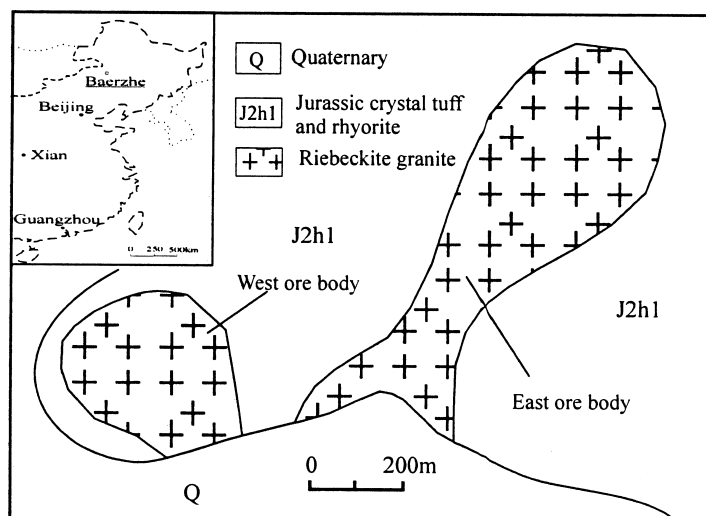 Baerzhe
Beijing
Xian
Guangzhou
0 250 500km
Q Quaternary
J2h1 Jurassic crystal tuff
and rhyorite
Riebeckite granite
J2h1
West ore body
J2h1
East ore body
0 200m
Q